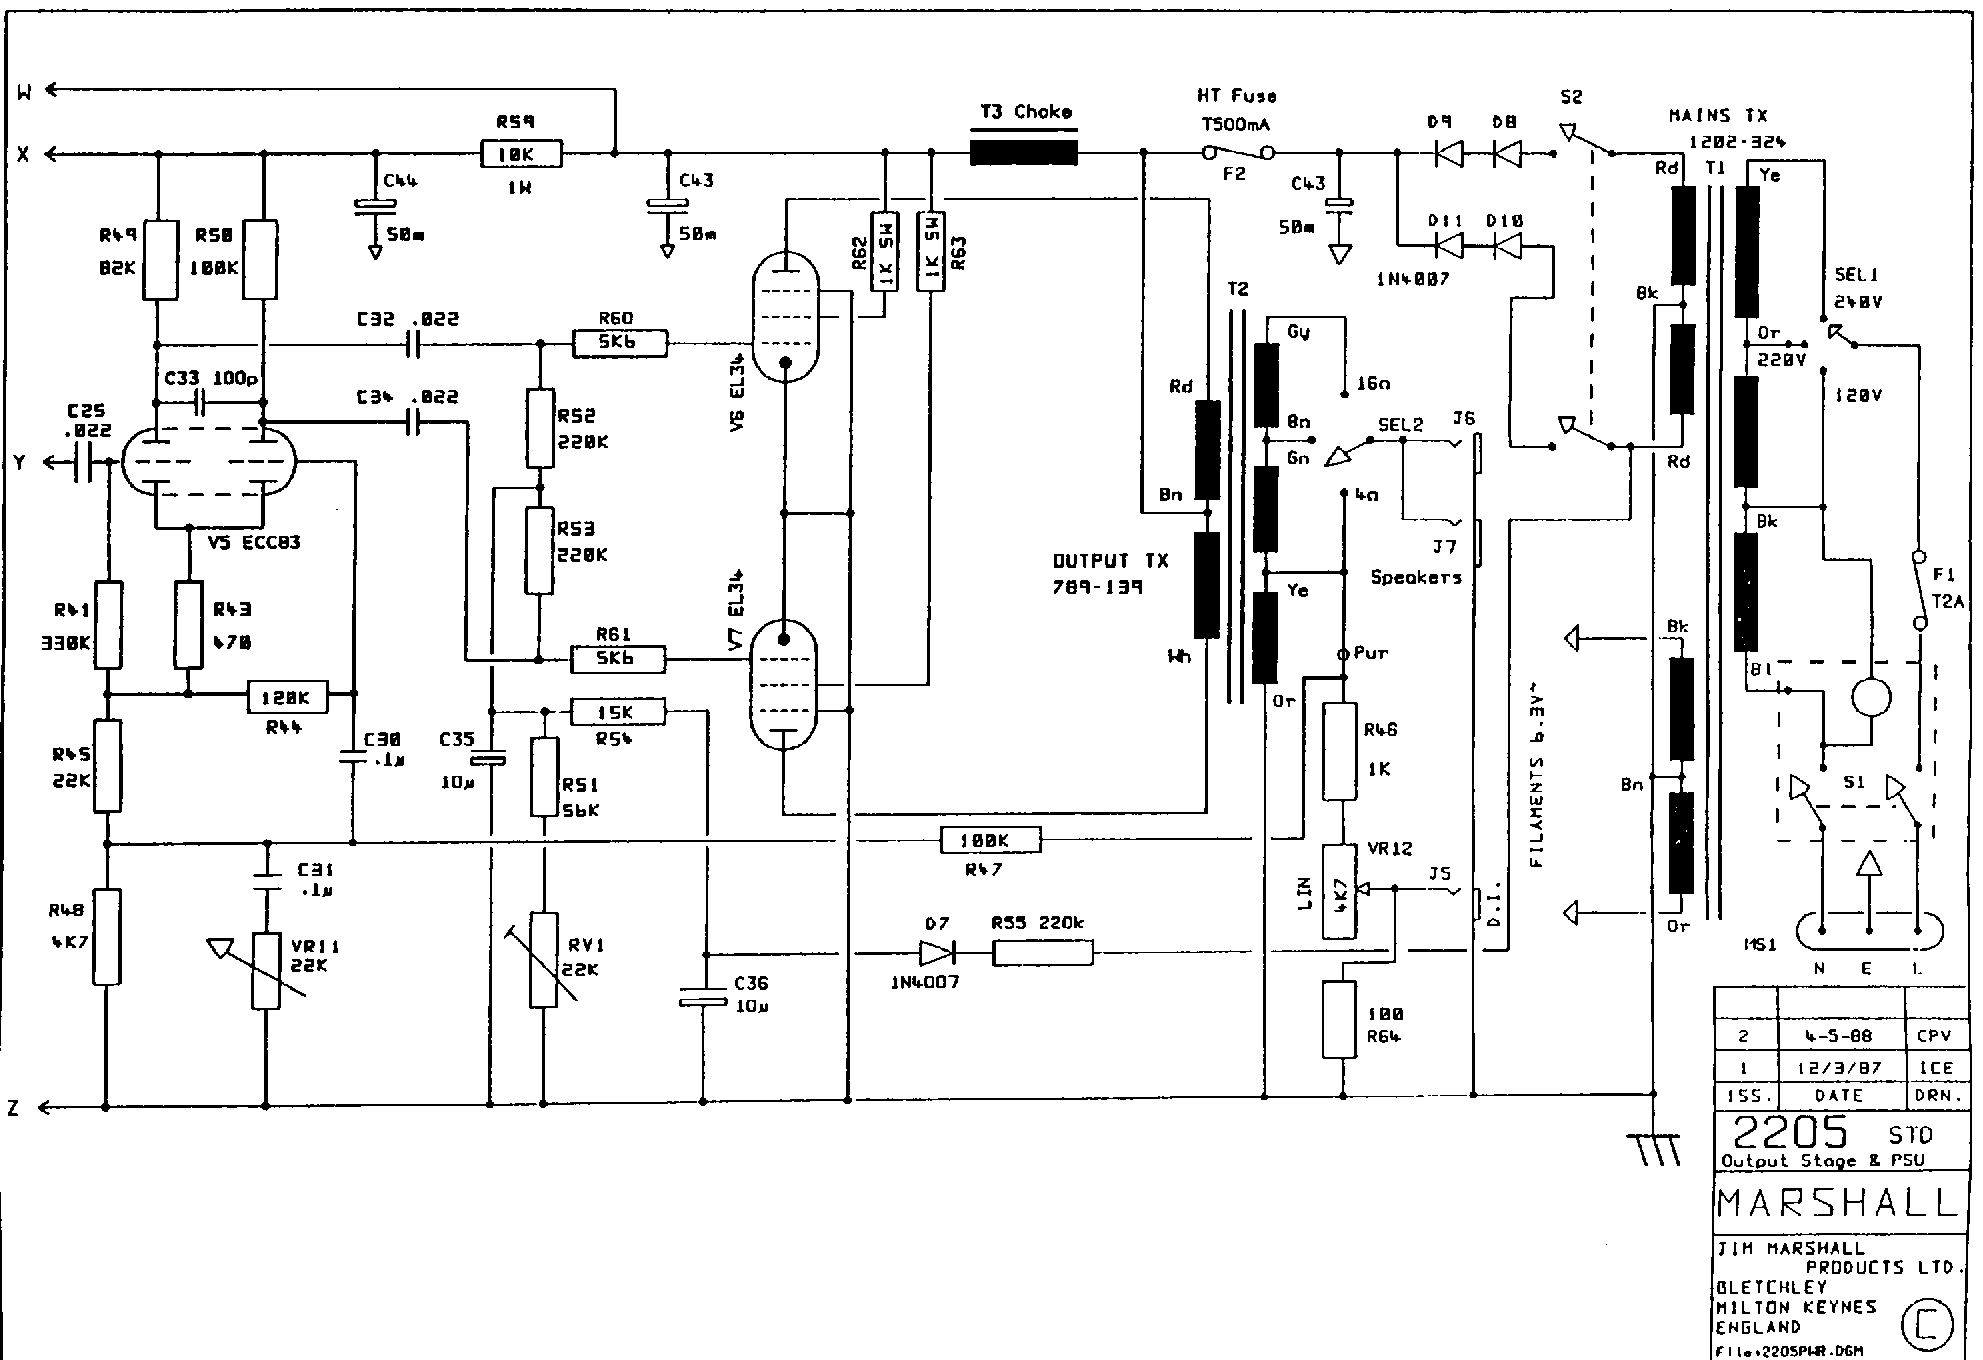 W
X
Y
Z
R59
10K
1W
C44
50m
C43
50m
T3 Choke
HT Fuse
T500mA
F2
C43
50m
D9
D8
D11
D10
1N4007
S2
MAINS TX
1202-324
T1
Rd
Ye
Bk
Rd
Or
220V
SEL1
240V
120V
Bk
F1
T2A
Bl
Bk
Bn
Or
S1
MS1
N E L
FILAMENTS 6.3V~
R49
82K
R50
100K
C32 .022
R60
5K6
C33 100p
C34 .022
C25
.022
V5 ECC83
R52
220K
R53
220K
R41
330K
R43
470
R44
120K
R45
22K
C30
.1µ
C35
10µ
R61
5K6
R54
15K
R51
56K
R48
4K7
C31
.1µ
VR11
22K
RV1
22K
C36
10µ
D7
1N4007
R55 220k
R47
100K
V6 EL34
V7 EL34
R62
1K W5
R63
1K W5
T2
OUTPUT TX
789-139
Rd
Bn
Wh
Gy
Bn
Gn
Ye
Or
16Ω
4Ω
SEL2
J6
J7
Speakers
Pur
R46
1K
VR12
LIN
4K7
J5
D.I.
100
R64
2 4-5-88 CPV
1 12/3/87 ICE
ISS. DATE DRN.
2205 STD
Output Stage & PSU
MARSHALL
JIM MARSHALL
PRODUCTS LTD.
BLETCHLEY
MILTON KEYNES
ENGLAND
C
File:2205PWR.DGM